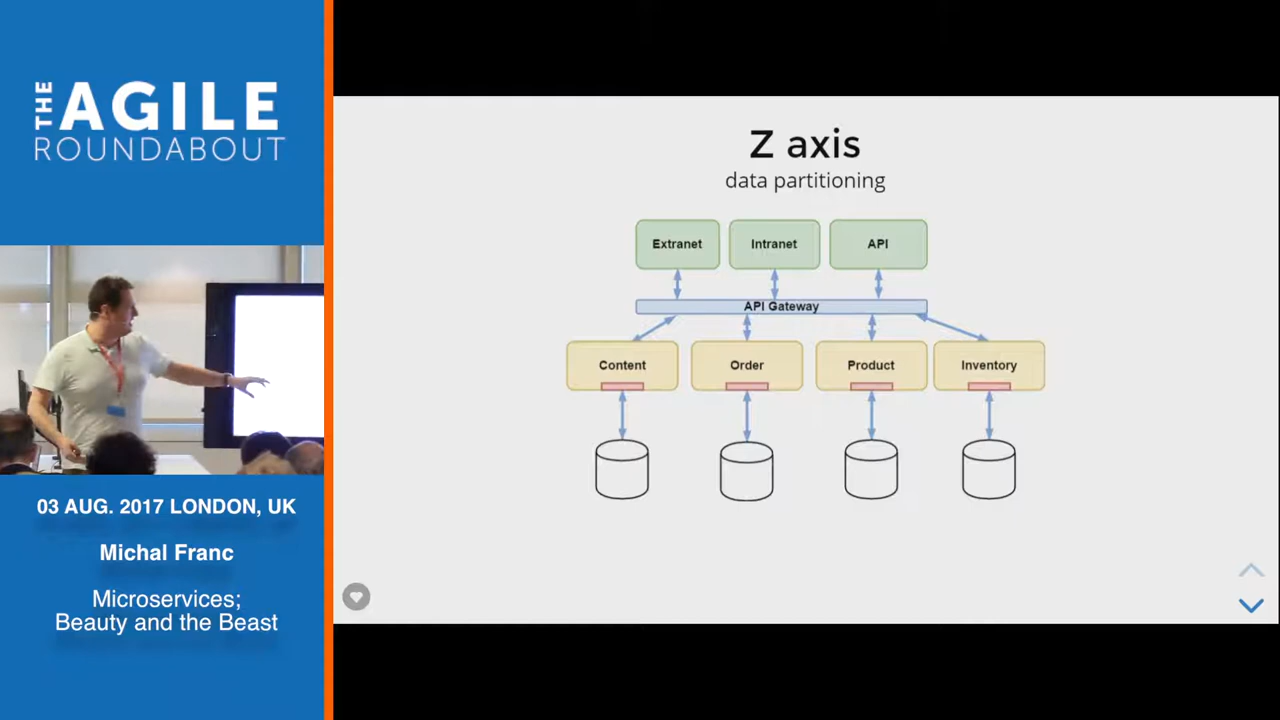 THE AGILE
ROUNDABOUT
03 AUG. 2017 LONDON, UK
Michal Franc
Microservices;
Beauty and the Beast
Z axis
data partitioning
Extranet Intranet API
API Gateway
Content Order Product Inventory